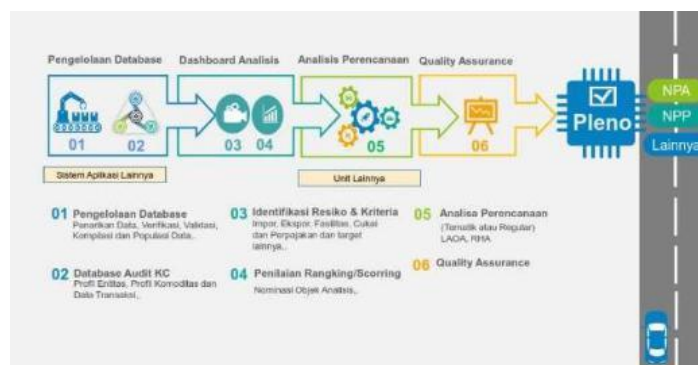 Pengelolaan Database
Dashboard Analisis
Analisis Perencanaan
Quality Assurance
01
02
03
04
05
06
Pleno
NPA
NPP
Lainnya
Sistem Aplikasi Lainnya
Unit Lainnya
01 Pengelolaan Database
Penarikan Data, Verifikasi, Validasi,
Kompilasi dan Populasi Data,.
02 Database Audit KC
Profil Entitas, Profil Komoditas dan
Data Transaksi,.
03 Identifikasi Resiko & Kriteria
Impor, Ekspor, Fasilitas, Cukai
dan Perpajakan dan target
lainnya,.
04 Penilaian Rangking/Scorring
Nominasi Objek Analisis,.
05 Analisa Perencanaan
(Tematik atau Regular)
LAOA, RHA
06 Quality Assurance